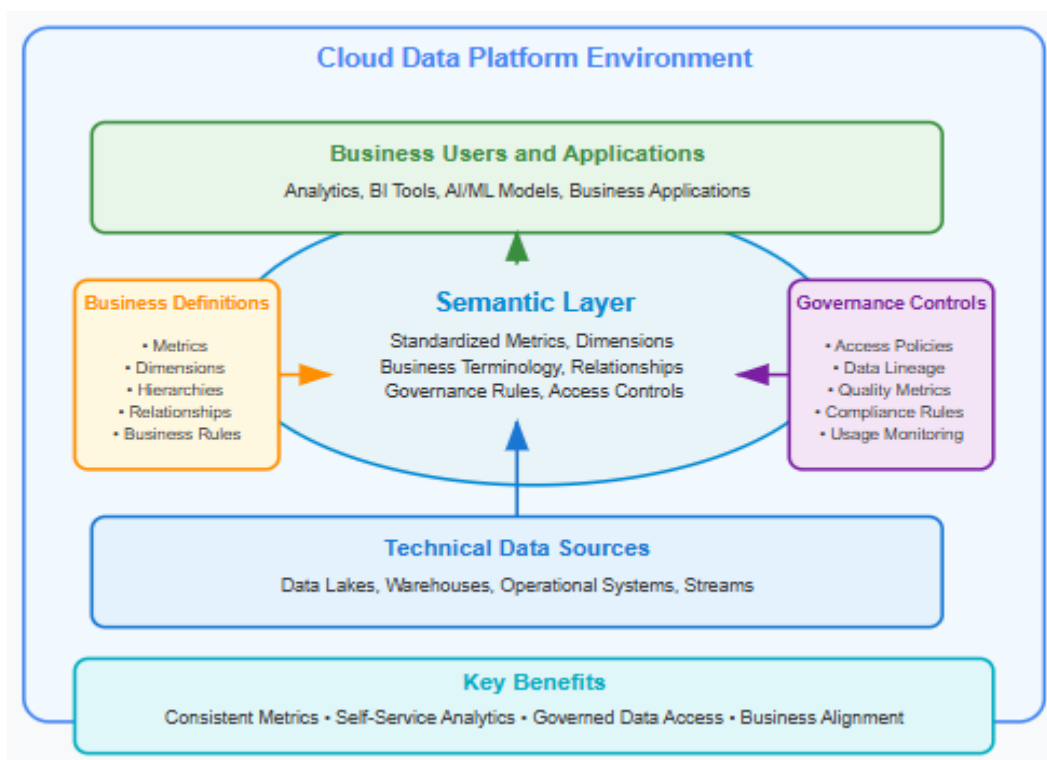 Cloud Data Platform Environment
Business Users and Applications
Analytics, BI Tools, AI/ML Models, Business Applications
Business Definitions
• Metrics
• Dimensions
• Hierarchies
• Relationships
• Business Rules
Semantic Layer
Standardized Metrics, Dimensions
Business Terminology, Relationships
Governance Rules, Access Controls
Governance Controls
• Access Policies
• Data Lineage
• Quality Metrics
• Compliance Rules
• Usage Monitoring
Technical Data Sources
Data Lakes, Warehouses, Operational Systems, Streams
Key Benefits
Consistent Metrics • Self-Service Analytics • Governed Data Access • Business Alignment